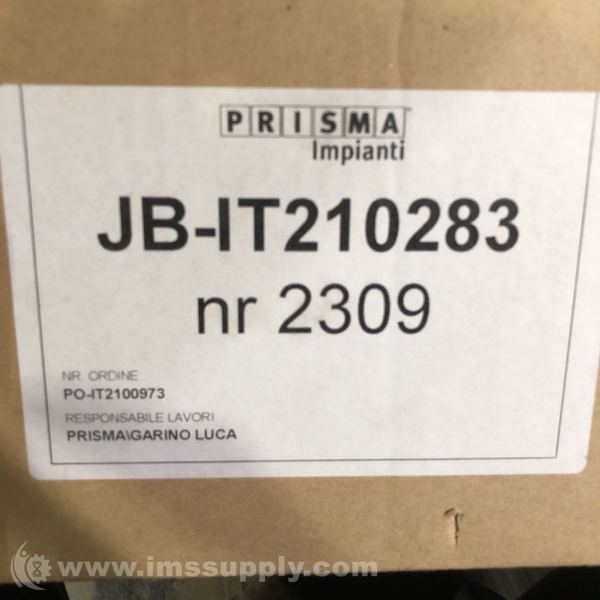 PRISMA
Impianti
JB-IT210283
nr 2309
NR. ORDINE
PO-IT2100973
RESPONSABILE LAVORI
PRISMA\GARINO LUCA
www.imssupply.com